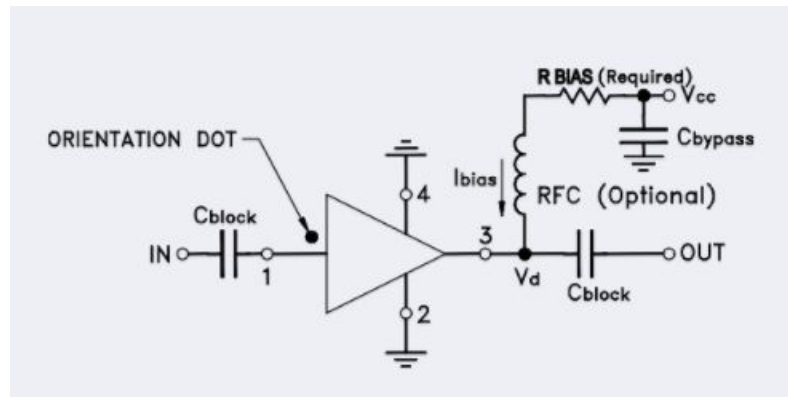 R BIAS (Required)
Vcc
ORIENTATION DOT
Cbypass
Ibias
4
RFC (Optional)
Cblock
3
IN
1
OUT
Vd
Cblock
2